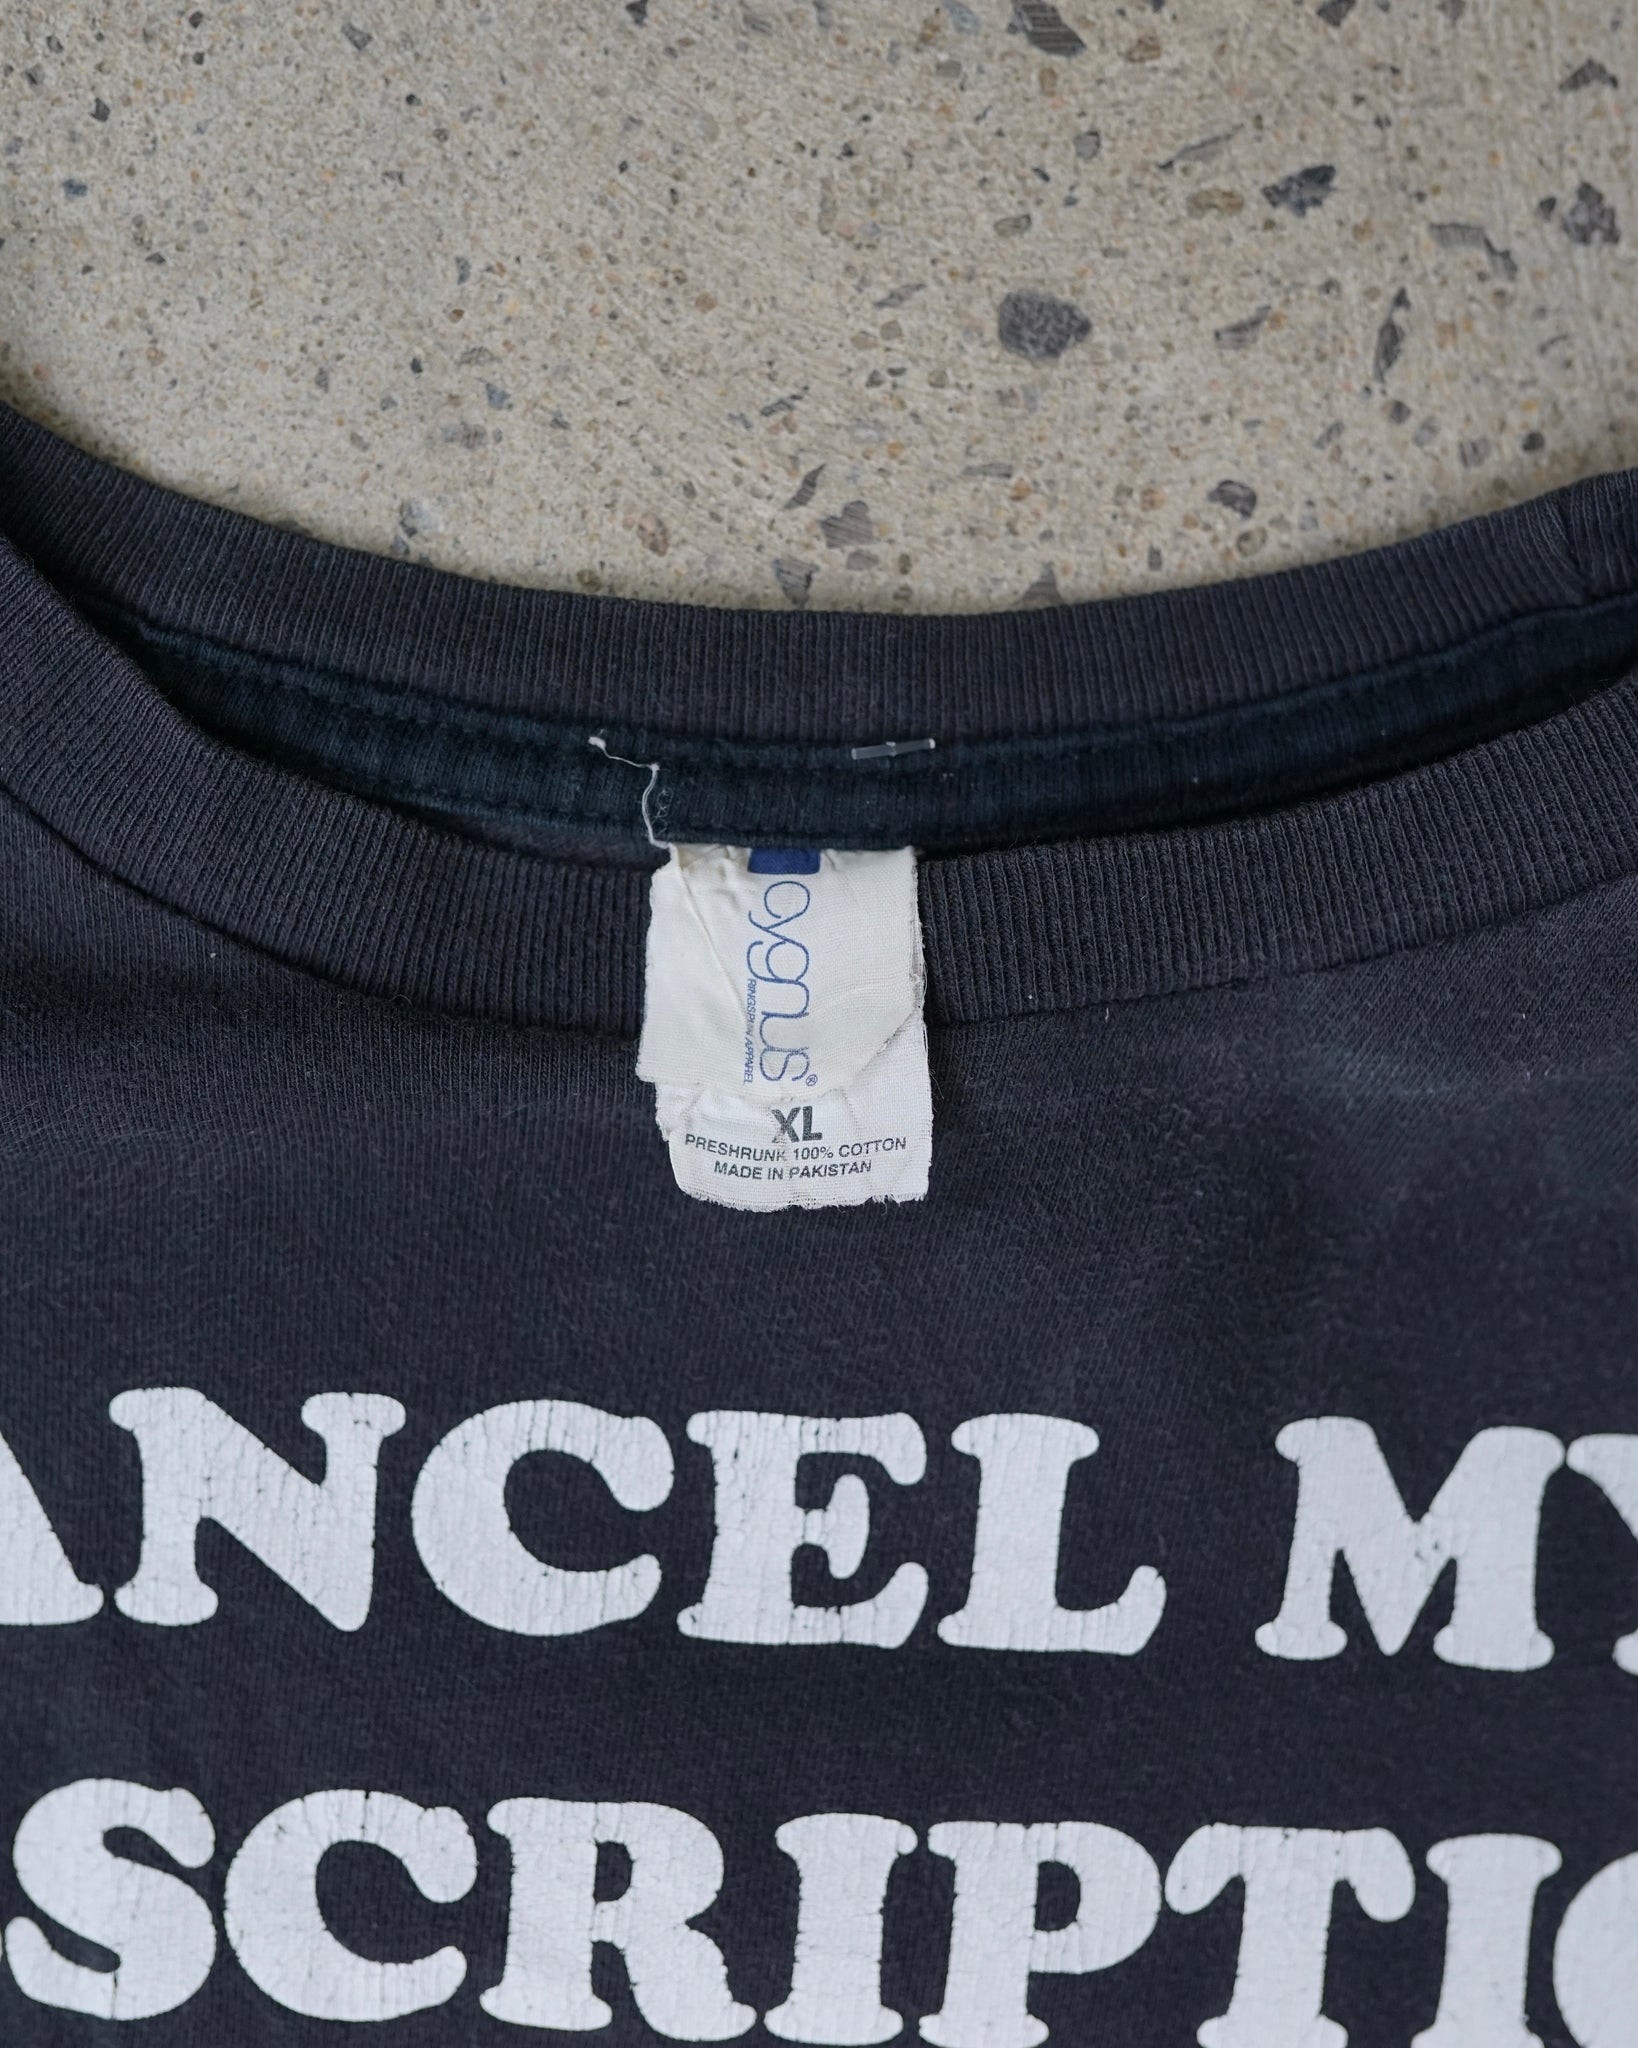 cygnus®
RINGSPUN APPAREL
XL
PRESHRUNK 100% COTTON
MADE IN PAKISTAN
ANCEL MY
SCRIPTIO